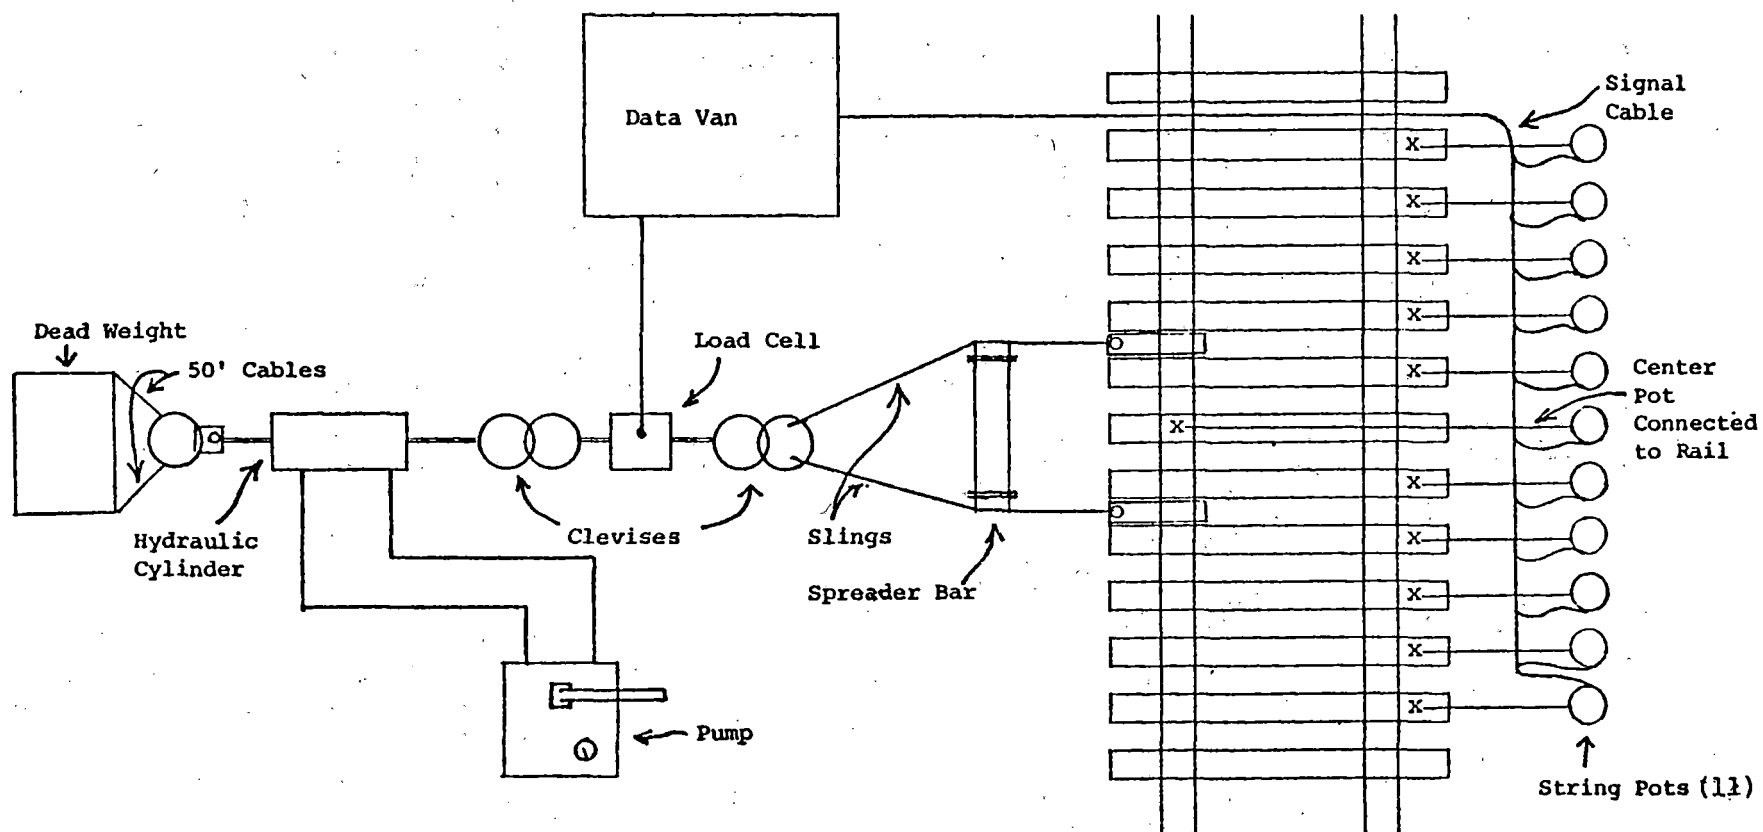 Data Van
Signal
Cable
X
X
X
X
Dead Weight
50' Cables
Load Cell
X
Center
Pot
Connected
to Rail
X
X
Hydraulic
Cylinder
Clevises
Slings
X
Spreader Bar
X
X
X
Pump
String Pots (11)